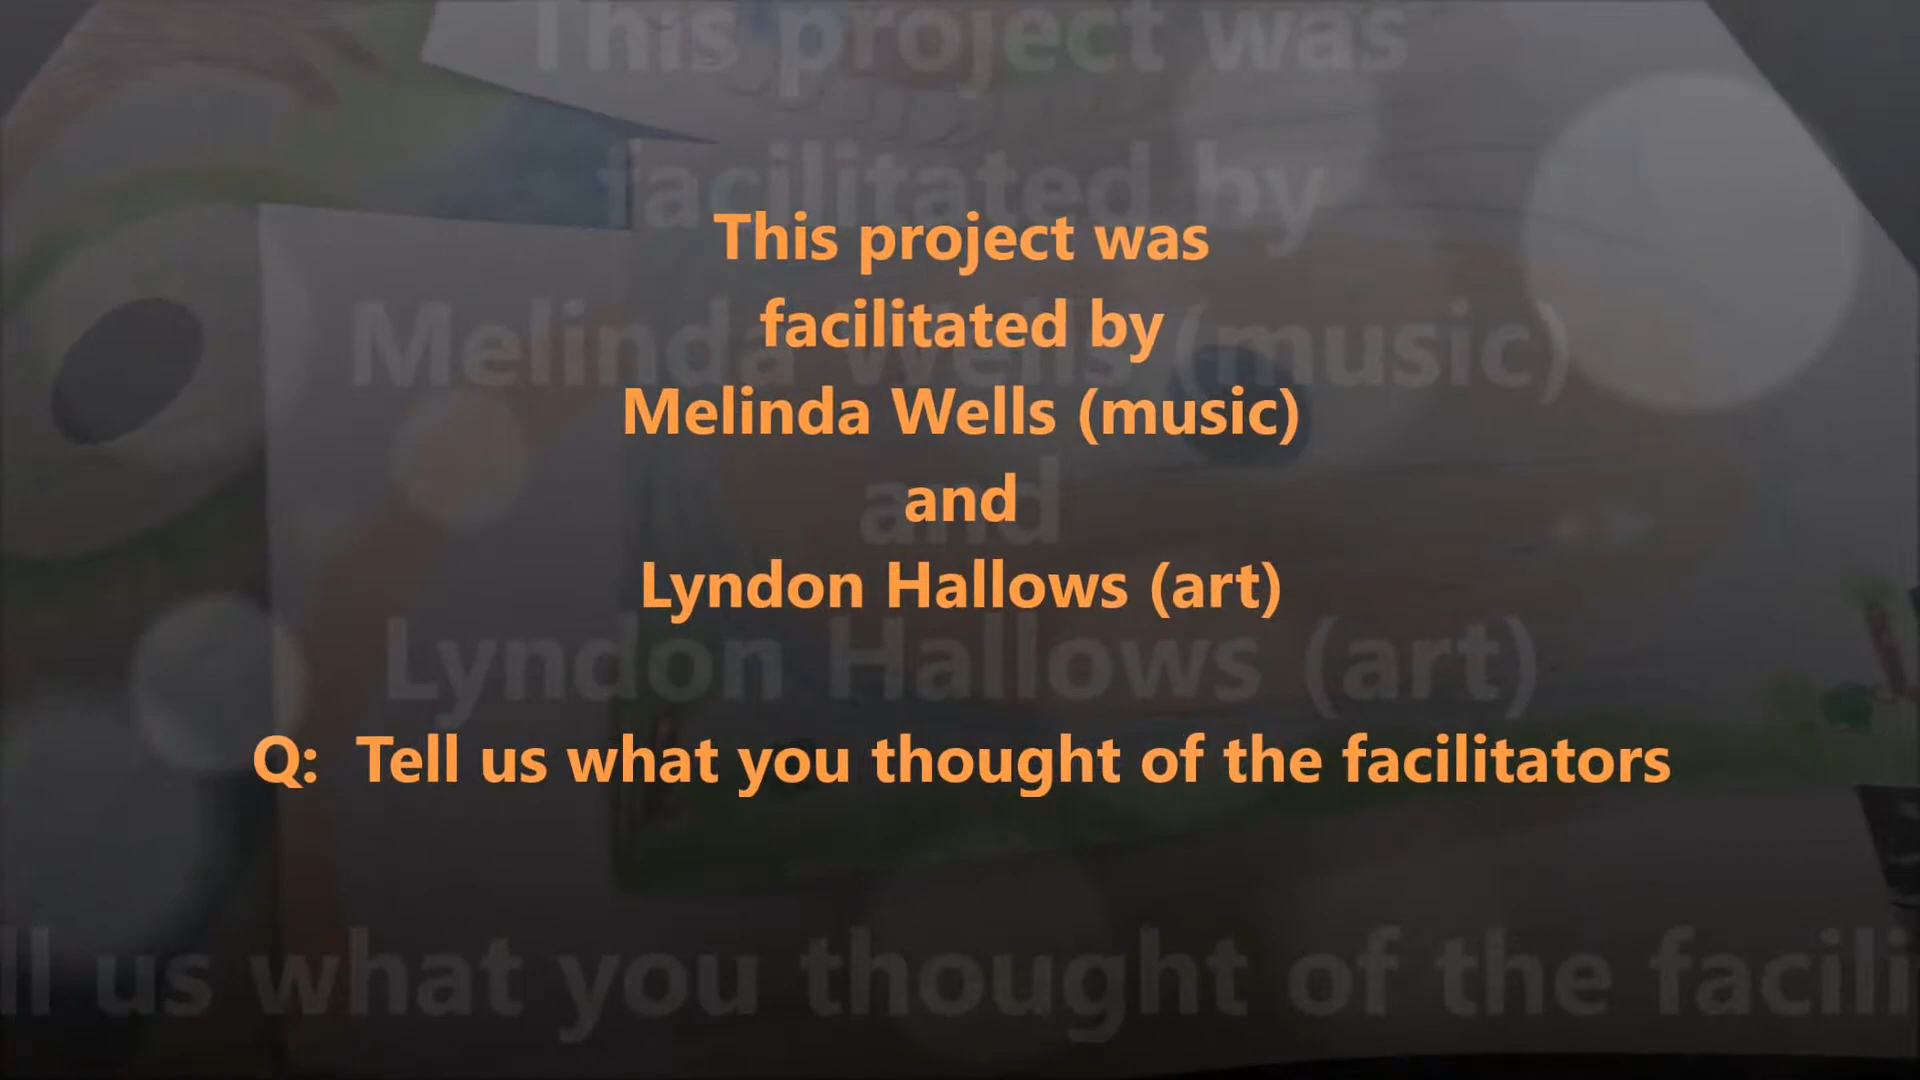 This project was
facilitated by
Melinda Wells (music)
and
Lyndon Hallows (art)
Q: Tell us what you thought of the facilitators